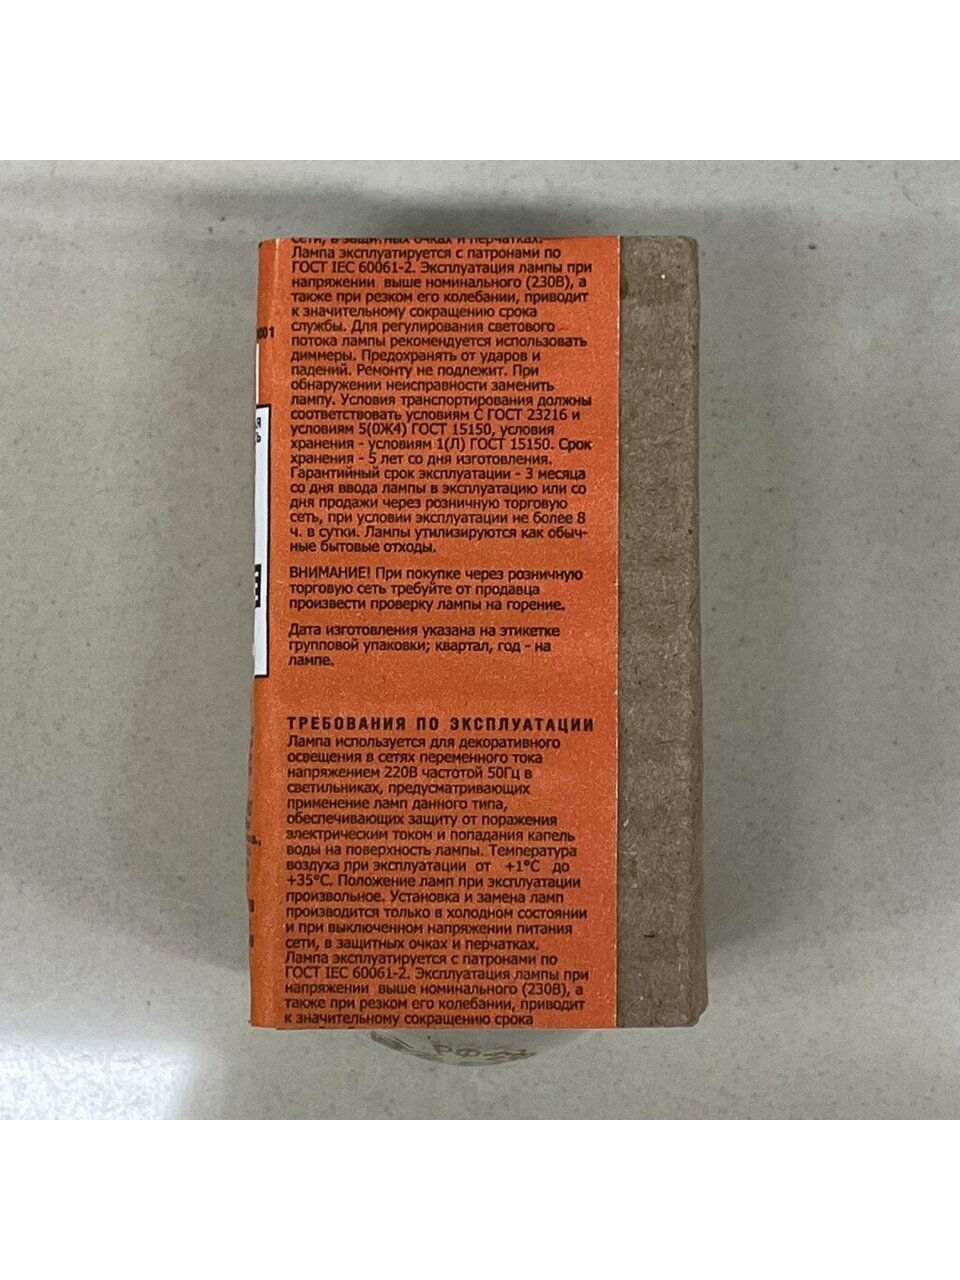 сети, в защитных очках и перчатках.
Лампа эксплуатируется с патронами по
ГОСТ IEC 60061-2. Эксплуатация лампы при
напряжении выше номинального (230В), а
также при резком его колебании, приводит
к значительному сокращению срока
службы. Для регулирования светового
потока лампы рекомендуется использовать
диммеры. Предохранять от ударов и
падений. Ремонту не подлежит. При
обнаружении неисправности заменить
лампу. Условия транспортирования должны
соответствовать условиям С ГОСТ 23216 и
условиям 5(ОЖ4) ГОСТ 15150, условия
хранения - условиям 1(Л) ГОСТ 15150. Срок
хранения - 5 лет со дня изготовления.
Гарантийный срок эксплуатации - 3 месяца
со дня ввода лампы в эксплуатацию или со
дня продажи через розничную торговую
сеть, при условии эксплуатации не более 8
ч. в сутки. Лампы утилизируются как обыч-
ные бытовые отходы.
ВНИМАНИЕ! При покупке через розничную
торговую сеть требуйте от продавца
произвести проверку лампы на горение.
Дата изготовления указана на этикетке
групповой упаковки; квартал, год - на
лампе.
ТРЕБОВАНИЯ ПО ЭКСПЛУАТАЦИИ
Лампа используется для декоративного
освещения в сетях переменного тока
напряжением 220В частотой 50Гц в
светильниках, предусматривающих
применение ламп данного типа,
обеспечивающих защиту от поражения
электрическим током и попадания капель
воды на поверхность лампы. Температура
воздуха при эксплуатации от +1°С до
+35°С. Положение ламп при эксплуатации
произвольное. Установка и замена ламп
производится только в холодном состоянии
и при выключенном напряжении питания
сети, в защитных очках и перчатках.
Лампа эксплуатируется с патронами по
ГОСТ IEC 60061-2. Эксплуатация лампы при
напряжении выше номинального (230В), а
также при резком его колебании, приводит
к значительному сокращению срока